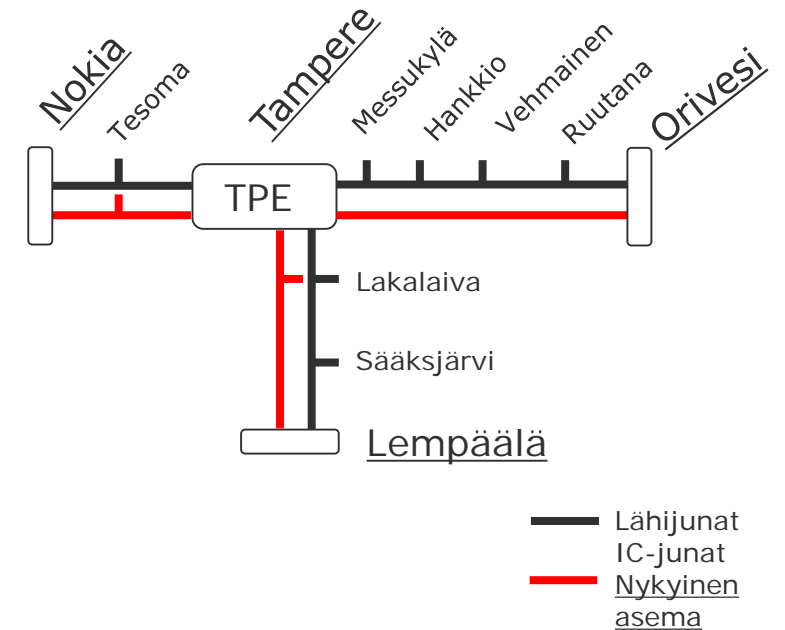 Nokia
Tesoma
Tampere
Messukylä
Hankkio
Vehmainen
Ruutana
Orivesi
TPE
Lakalaiva
Sääksjärvi
Lempäälä
Lähijunat
IC-junat
Nykyinen
asema